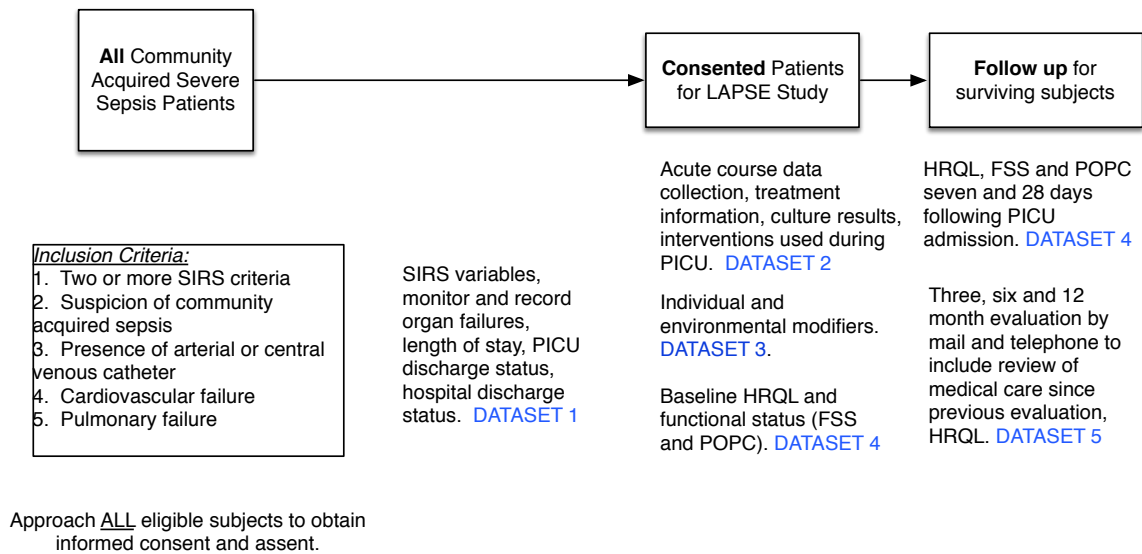 All Community
Acquired Severe
Sepsis Patients
Consented Patients
for LAPSE Study
Follow up for
surviving subjects
Inclusion Criteria:
1. Two or more SIRS criteria
2. Suspicion of community
acquired sepsis
3. Presence of arterial or central
venous catheter
4. Cardiovascular failure
5. Pulmonary failure
SIRS variables,
monitor and record
organ failures,
length of stay, PICU
discharge status,
hospital discharge
status. DATASET 1
Acute course data
collection, treatment
information, culture results,
interventions used during
PICU. DATASET 2
Individual and
environmental modifiers.
DATASET 3.
Baseline HRQL and
functional status (FSS
and POPC). DATASET 4
HRQL, FSS and POPC
seven and 28 days
following PICU
admission. DATASET 4
Three, six and 12
month evaluation by
mail and telephone to
include review of
medical care since
previous evaluation,
HRQL. DATASET 5
Approach ALL eligible subjects to obtain
informed consent and assent.